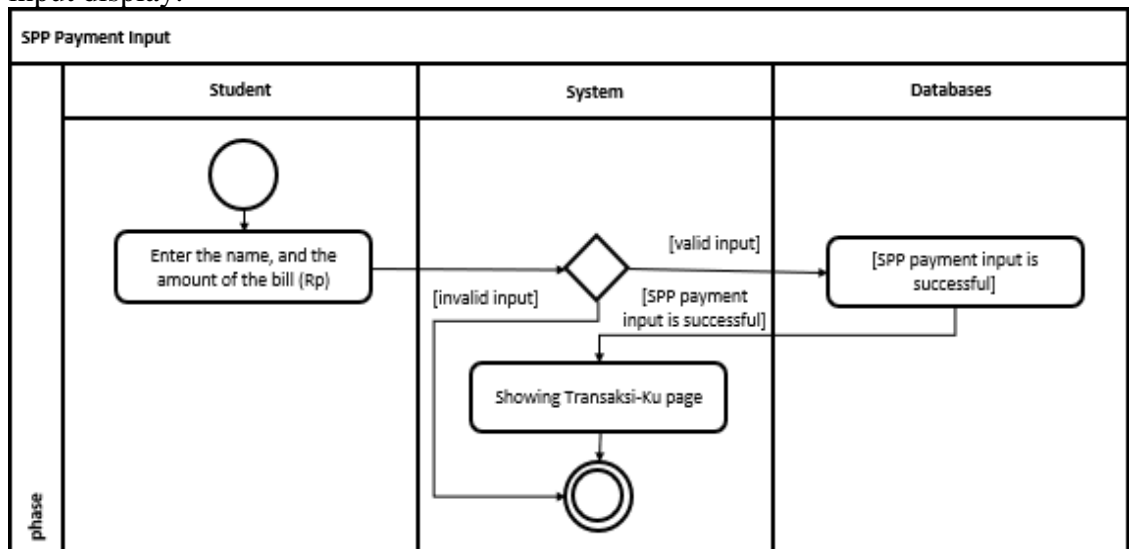 input display.
SPP Payment Input
Student
System
Databases
Enter the name, and the
amount of the bill (Rp)
[valid input]
[SPP payment input is
successful]
[invalid input]
[SPP payment
input is successful]
Showing Transaksi-Ku page
phase